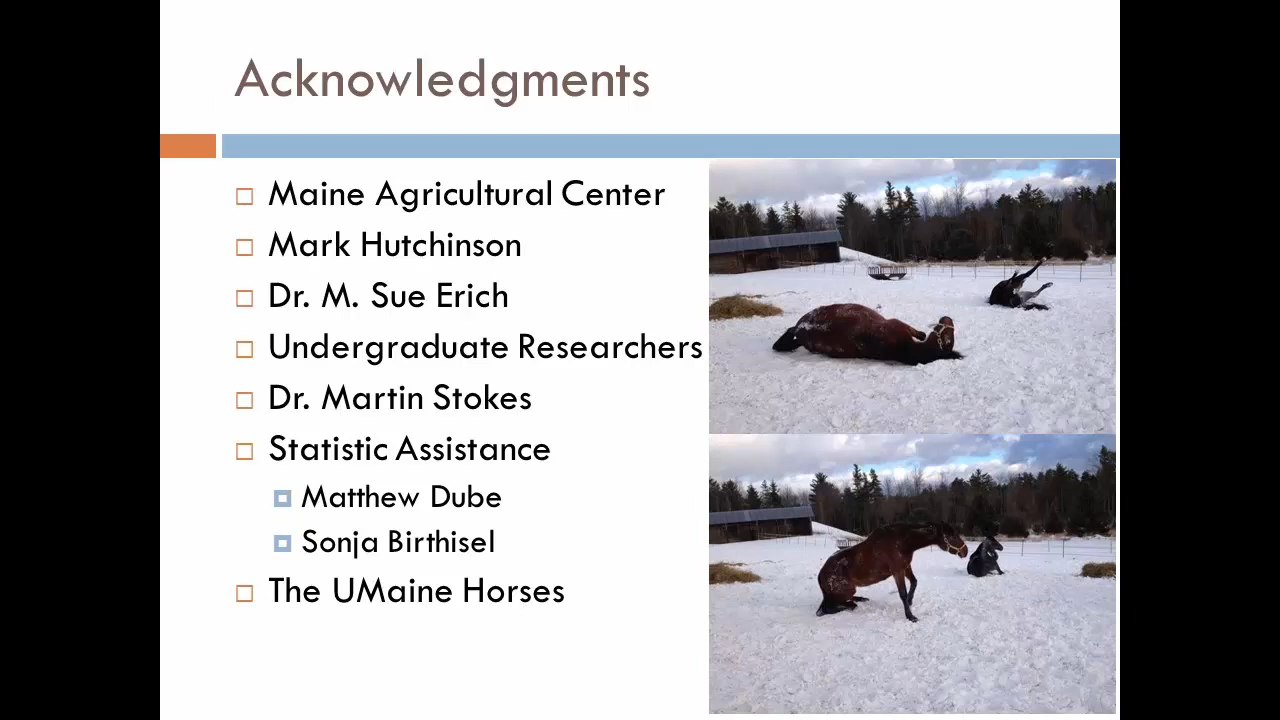 Acknowledgments
Maine Agricultural Center
Mark Hutchinson
Dr. M. Sue Erich
Undergraduate Researchers
Dr. Martin Stokes
Statistic Assistance
Matthew Dube
Sonja Birthisel
The UMaine Horses